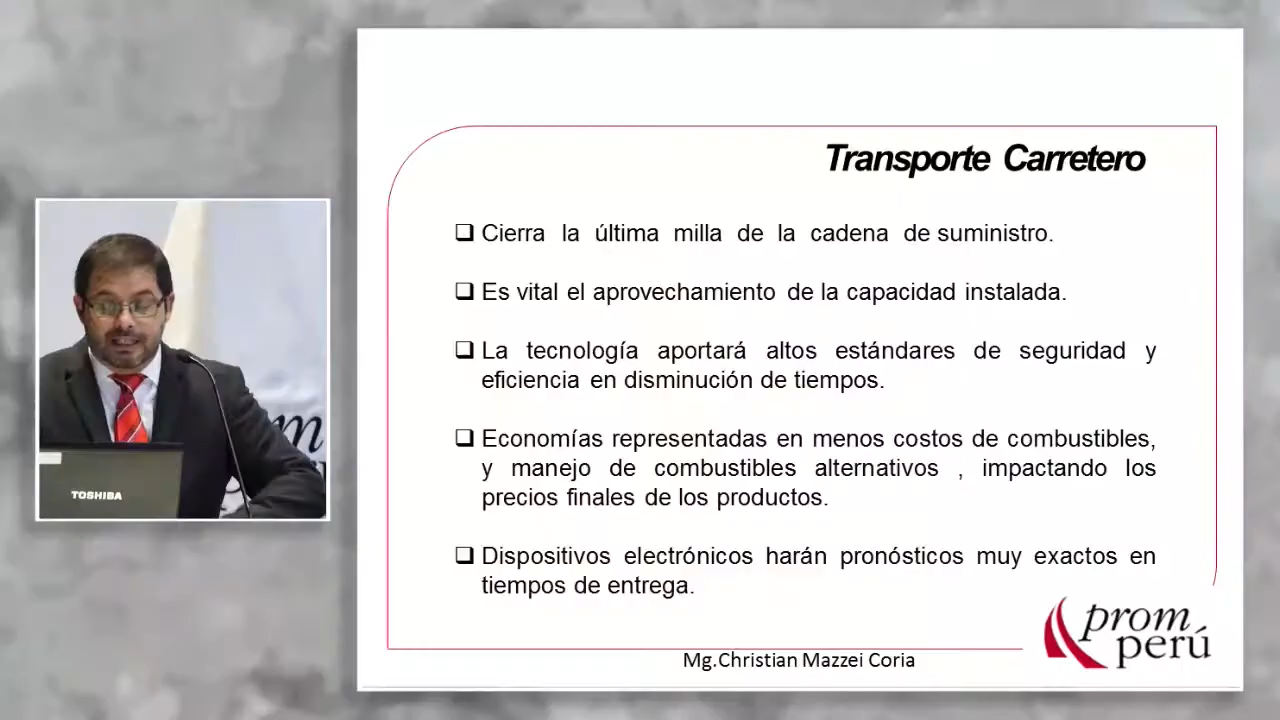 Transporte Carretero
Cierra la última milla de la cadena de suministro.
Es vital el aprovechamiento de la capacidad instalada.
La tecnología aportará altos estándares de seguridad y
eficiencia en disminución de tiempos.
Economías representadas en menos costos de combustibles,
y manejo de combustibles alternativos , impactando los
precios finales de los productos.
Dispositivos electrónicos harán pronósticos muy exactos en
tiempos de entrega.
prom
perú
Mg.Christian Mazzei Coria
TOSHIBA